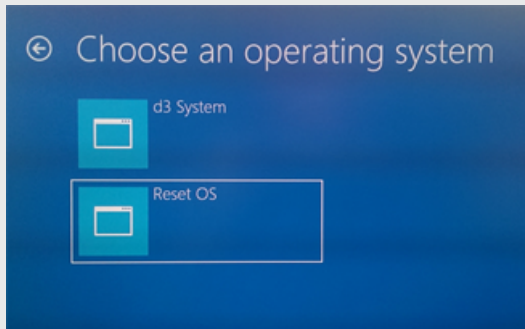 Choose an operating system
d3 System
Reset OS